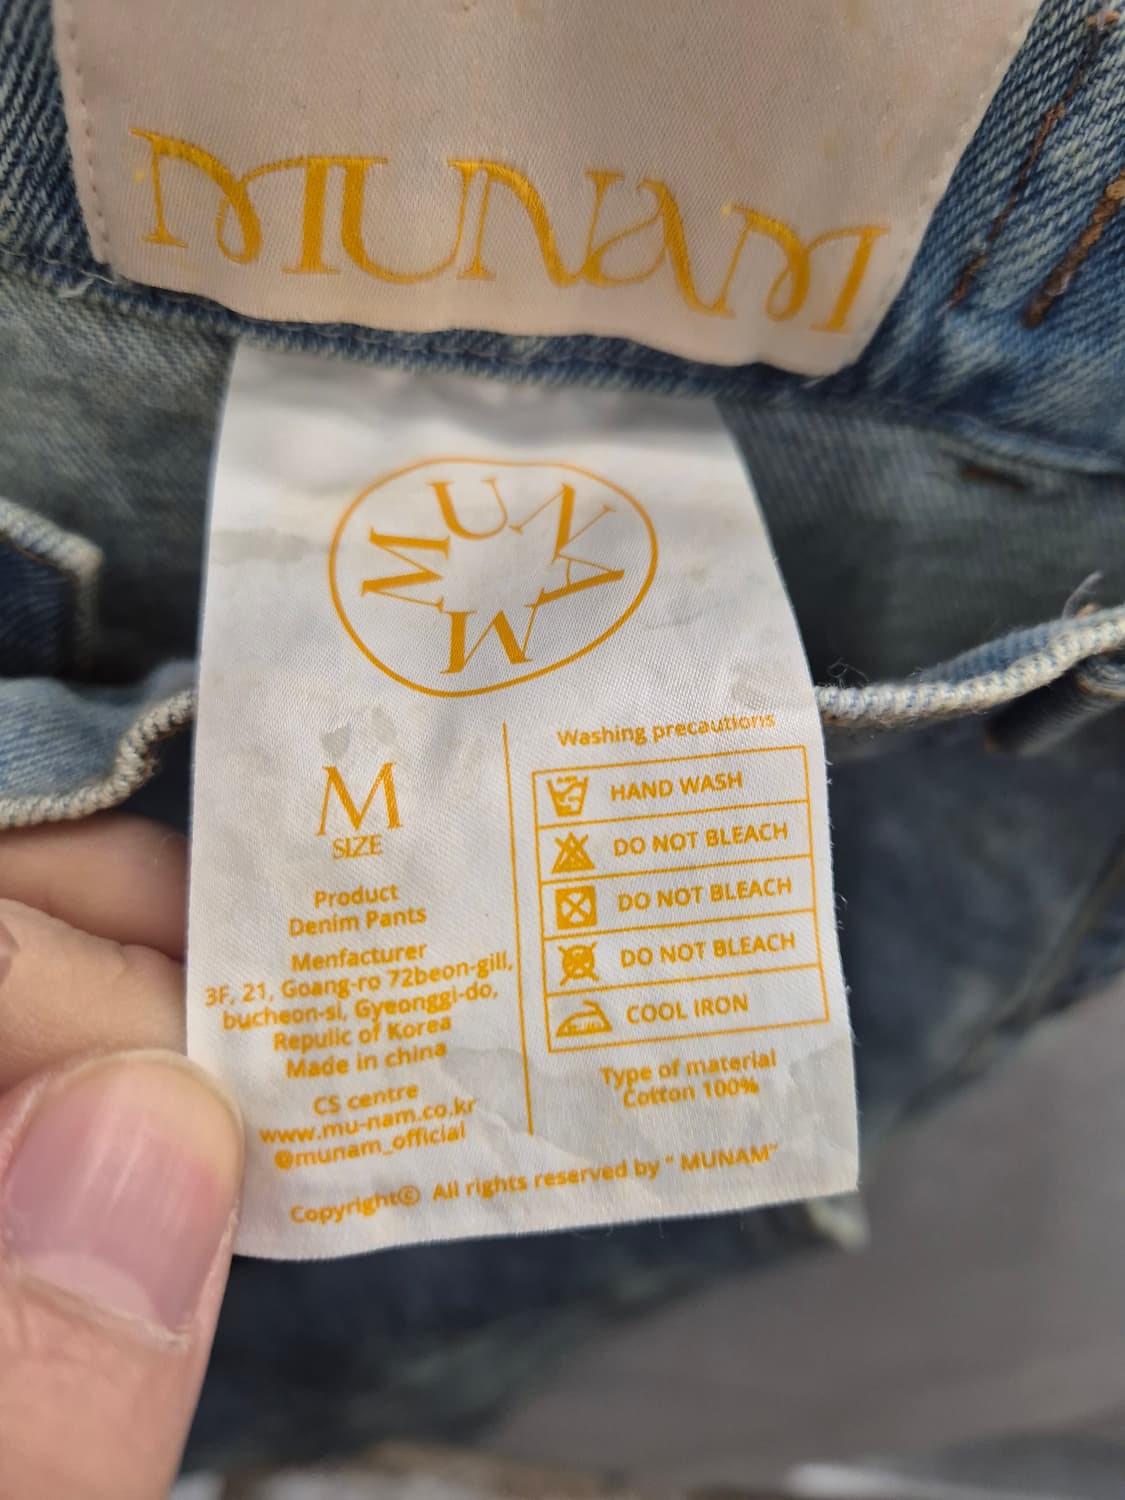 MUNAM
MUNAM
M
SIZE
Product
Denim Pants
Menfacturer
3F, 21, Goang-ro 72beon-gill,
bucheon-si, Gyeonggi-do,
Repulic of Korea
Made in china
CS centre
www.mu-nam.co.kr
@munam_official
Washing precautions
HAND WASH
DO NOT BLEACH
DO NOT BLEACH
DO NOT BLEACH
COOL IRON
Type of material
Cotton 100%
Copyright© All rights reserved by " MUNAM"